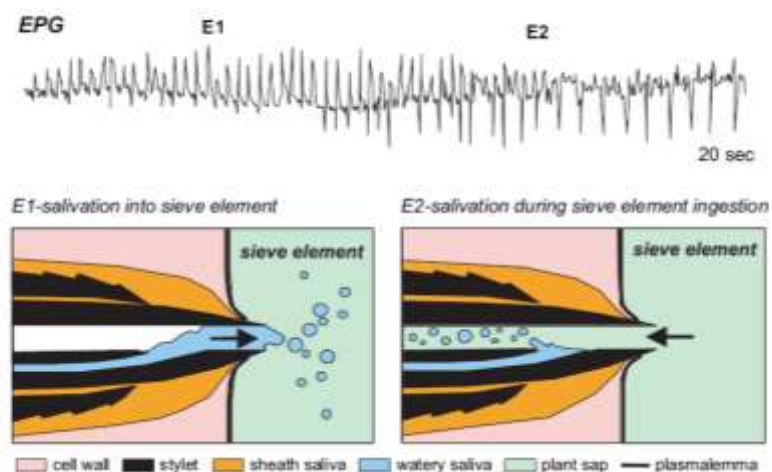 EPG
E1
E2
20 sec
E1-salivation into sieve element
E2-salivation during sieve element ingestion
sieve element
sieve element
cell wall stylet sheath saliva watery saliva plant sap plasmalemma